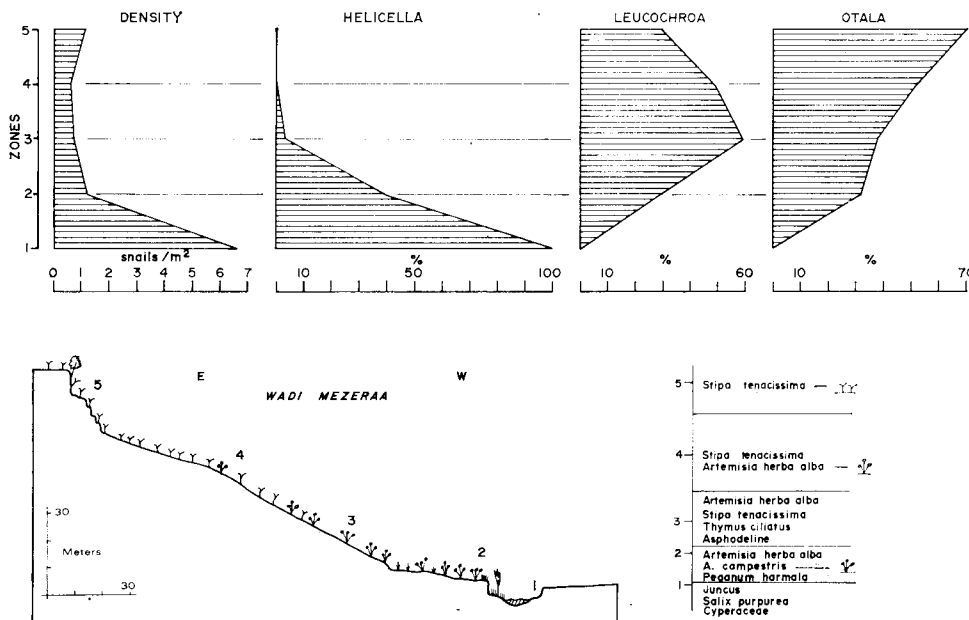 DENSITY
HELICELLA
LEUCOCHROA
OTALA
ZONES
5
4
3
2
1
snails/m²
%
%
%
0 1 2 3 4 5 6 7
10 50 100
10 60
10 70
E
W
WADI MEZERAA
5
4
3
2
1
30
Meters
30
5 Stipa tenacissima
4 Stipa tenacissima
Artemisia herba alba
Artemisia herba alba
Stipa tenacissima
3 Thymus ciliatus
Asphodeline
Artemisia herba alba
2 A. campestris
Peganum harmala
1 Juncus
Salix purpurea
Cyperaceae